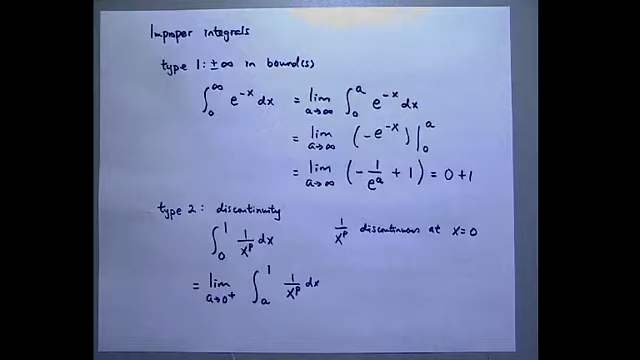 Improper integrals
type 1: ±∞ in bound(s)
∫₀^∞ e^{-x} dx = lim_{a→∞} ∫₀^a e^{-x} dx
= lim_{a→∞} (-e^{-x}) |₀^a
= lim_{a→∞} (-1/e^a + 1) = 0 + 1
type 2: discontinuity
∫₀^1 1/x^p dx 1/x^p discontinuous at x=0
= lim_{a→0⁺} ∫_a^1 1/x^p dx